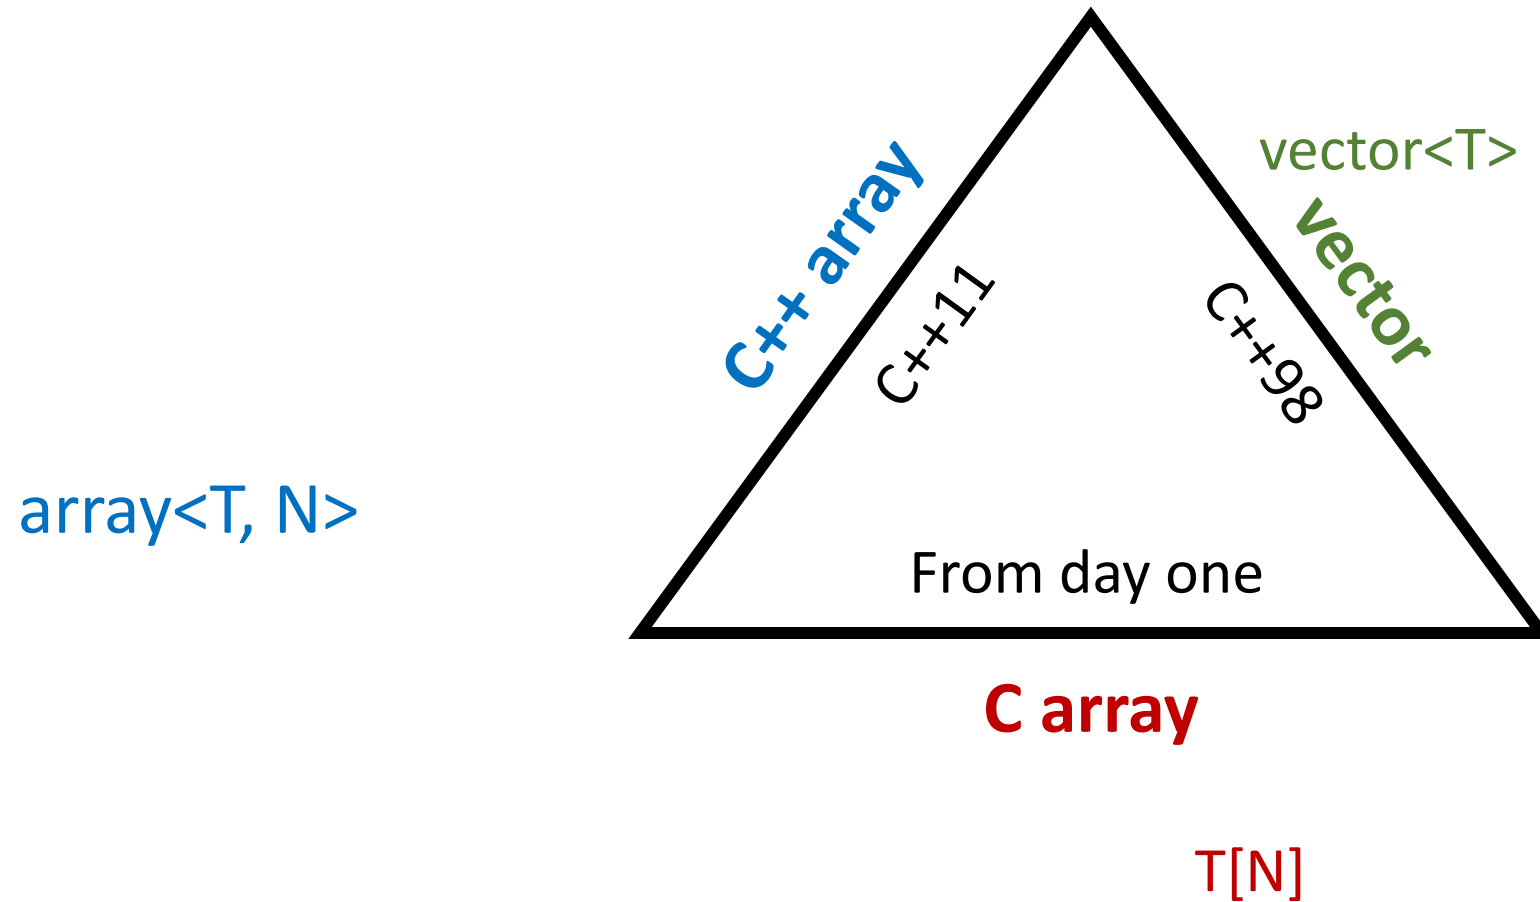 vector<T>
C++ array
vector
C++11
C++98
array<T, N>
From day one
C array
T[N]